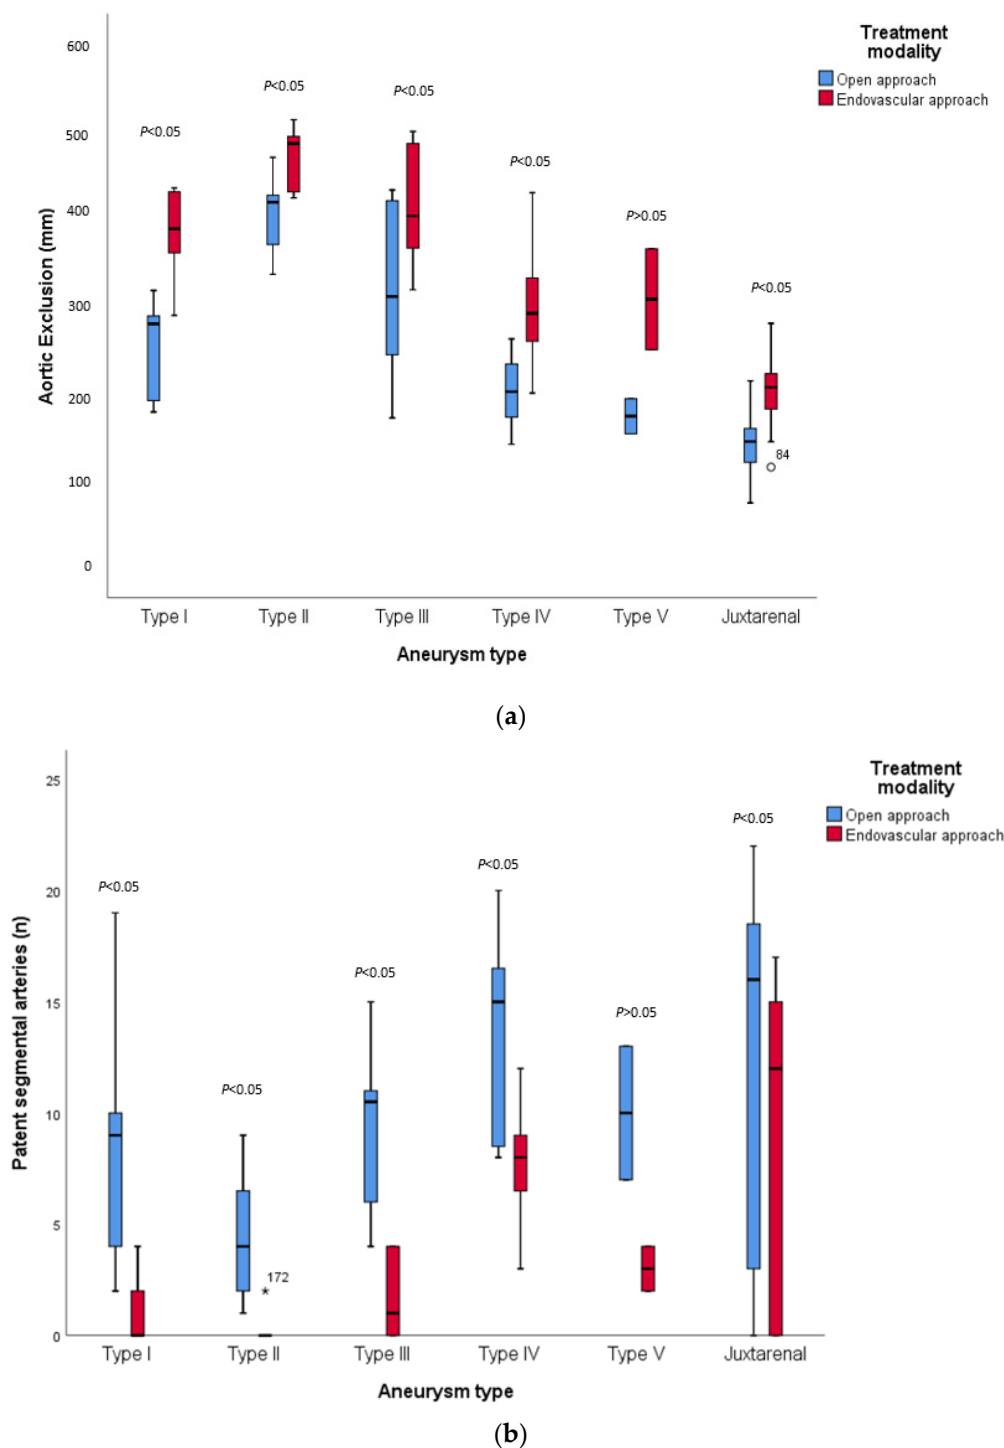 Treatment
modality
Open approach
Endovascular approach
600
500
400
300
200
100
0
Aortic Exclusion (mm)
P<0.05
P<0.05
P<0.05
P<0.05
P>0.05
P<0.05
84
Type I
Type II
Type III
Type IV
Type V
Juxtarenal
Aneurysm type
(a)
Treatment
modality
Open approach
Endovascular approach
25
20
15
10
5
0
Patent segmental arteries (n)
P<0.05
P<0.05
P<0.05
P<0.05
P>0.05
P<0.05
*172
Type I
Type II
Type III
Type IV
Type V
Juxtarenal
Aneurysm type
(b)